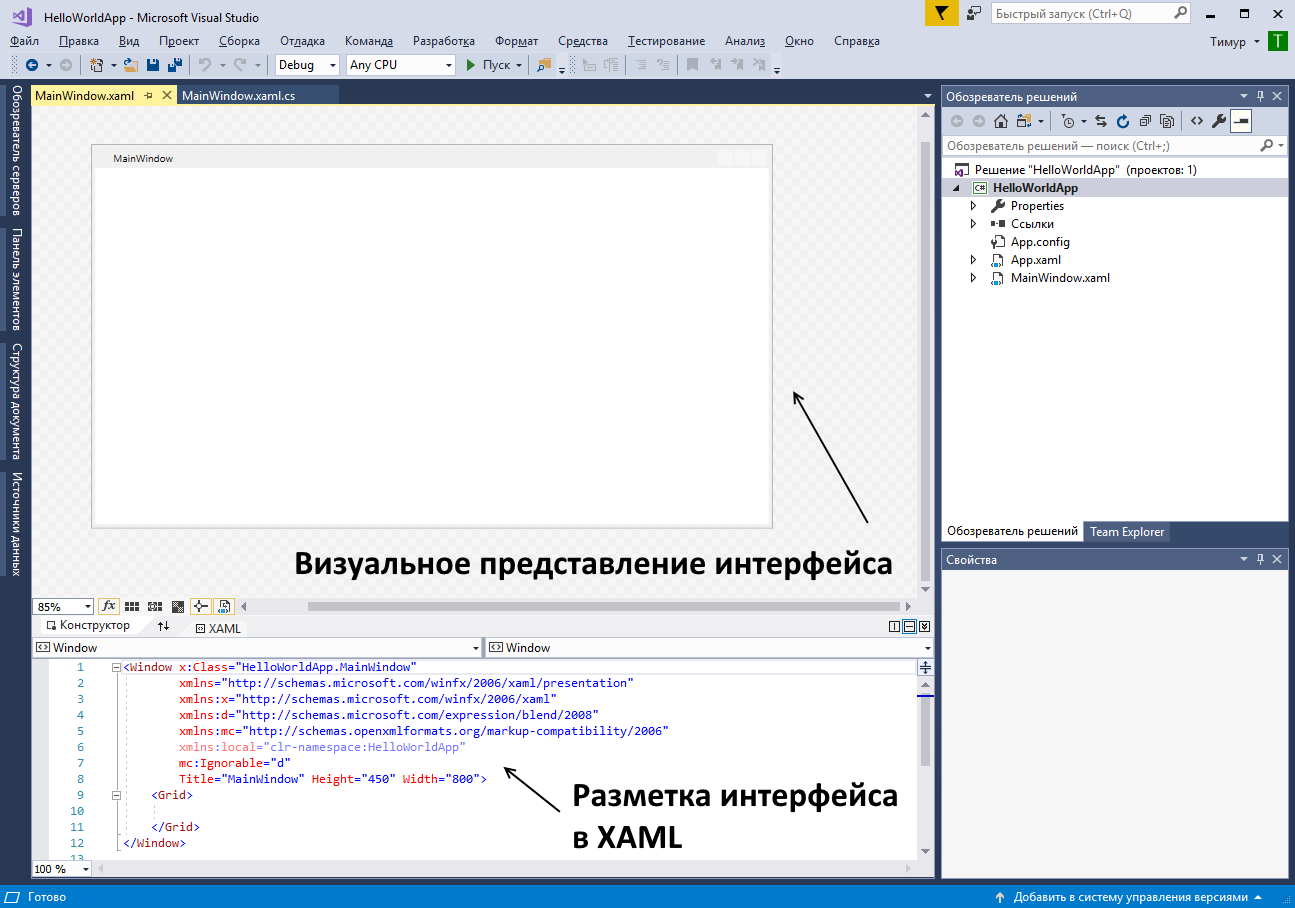 HelloWorldApp - Microsoft Visual Studio
Быстрый запуск (Ctrl+Q)
Файл Правка Вид Проект Сборка Отладка Команда Разработка Формат Средства Тестирование Анализ Окно Справка
Тимур T
Debug Any CPU Пуск
Обозреватель серверов
Панель элементов
Структура документа
Источники данных
MainWindow.xaml MainWindow.xaml.cs
MainWindow
Визуальное представление интерфейса
85% fx
Конструктор XAML
Window Window
1 <Window x:Class="HelloWorldApp.MainWindow"
2 xmlns="http://schemas.microsoft.com/winfx/2006/xaml/presentation"
3 xmlns:x="http://schemas.microsoft.com/winfx/2006/xaml"
4 xmlns:d="http://schemas.microsoft.com/expression/blend/2008"
5 xmlns:mc="http://schemas.openxmlformats.org/markup-compatibility/2006"
6 xmlns:local="clr-namespace:HelloWorldApp"
7 mc:Ignorable="d"
8 Title="MainWindow" Height="450" Width="800">
9 <Grid>
10
11 </Grid>
12 </Window>
13
Разметка интерфейса
в XAML
100 %
Обозреватель решений
Обозреватель решений — поиск (Ctrl+;)
Решение "HelloWorldApp" (проектов: 1)
C# HelloWorldApp
Properties
Ссылки
App.config
App.xaml
MainWindow.xaml
Обозреватель решений Team Explorer
Свойства
Готово
Добавить в систему управления версиями